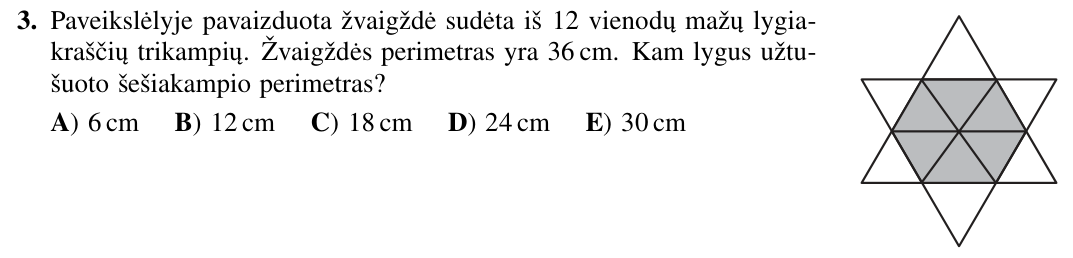 3. Paveikslėlyje pavaizduota žvaigždė sudėta iš 12 vienodų mažų lygia-
kraščių trikampių. Žvaigždės perimetras yra 36 cm. Kam lygus užtu-
šuoto šešiakampio perimetras?
A) 6 cm B) 12 cm C) 18 cm D) 24 cm E) 30 cm